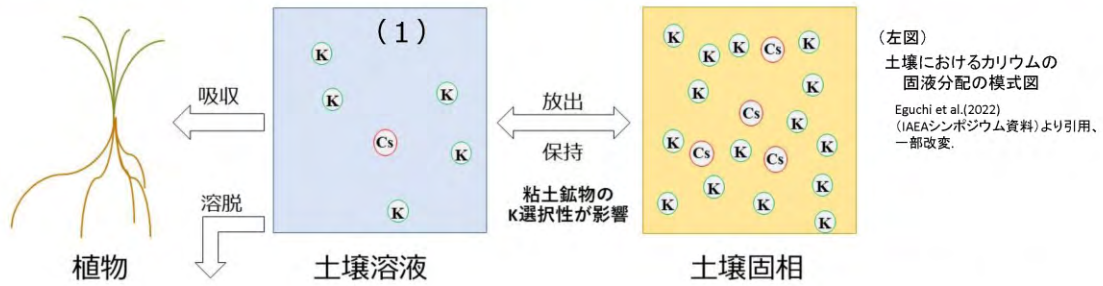 (1)
K
K
K
Cs
K
K
吸収
溶脱
植物
土壌溶液
放出
保持
粘土鉱物の
K選択性が影響
K
K
K
Cs
K
K
Cs
K
K
Cs
K
Cs
K
K
K
K
K
K
土壌固相
(左図)
土壌におけるカリウムの
固液分配の模式図
Eguchi et al.(2022)
(IAEAシンポジウム資料)より引用、
一部改変.